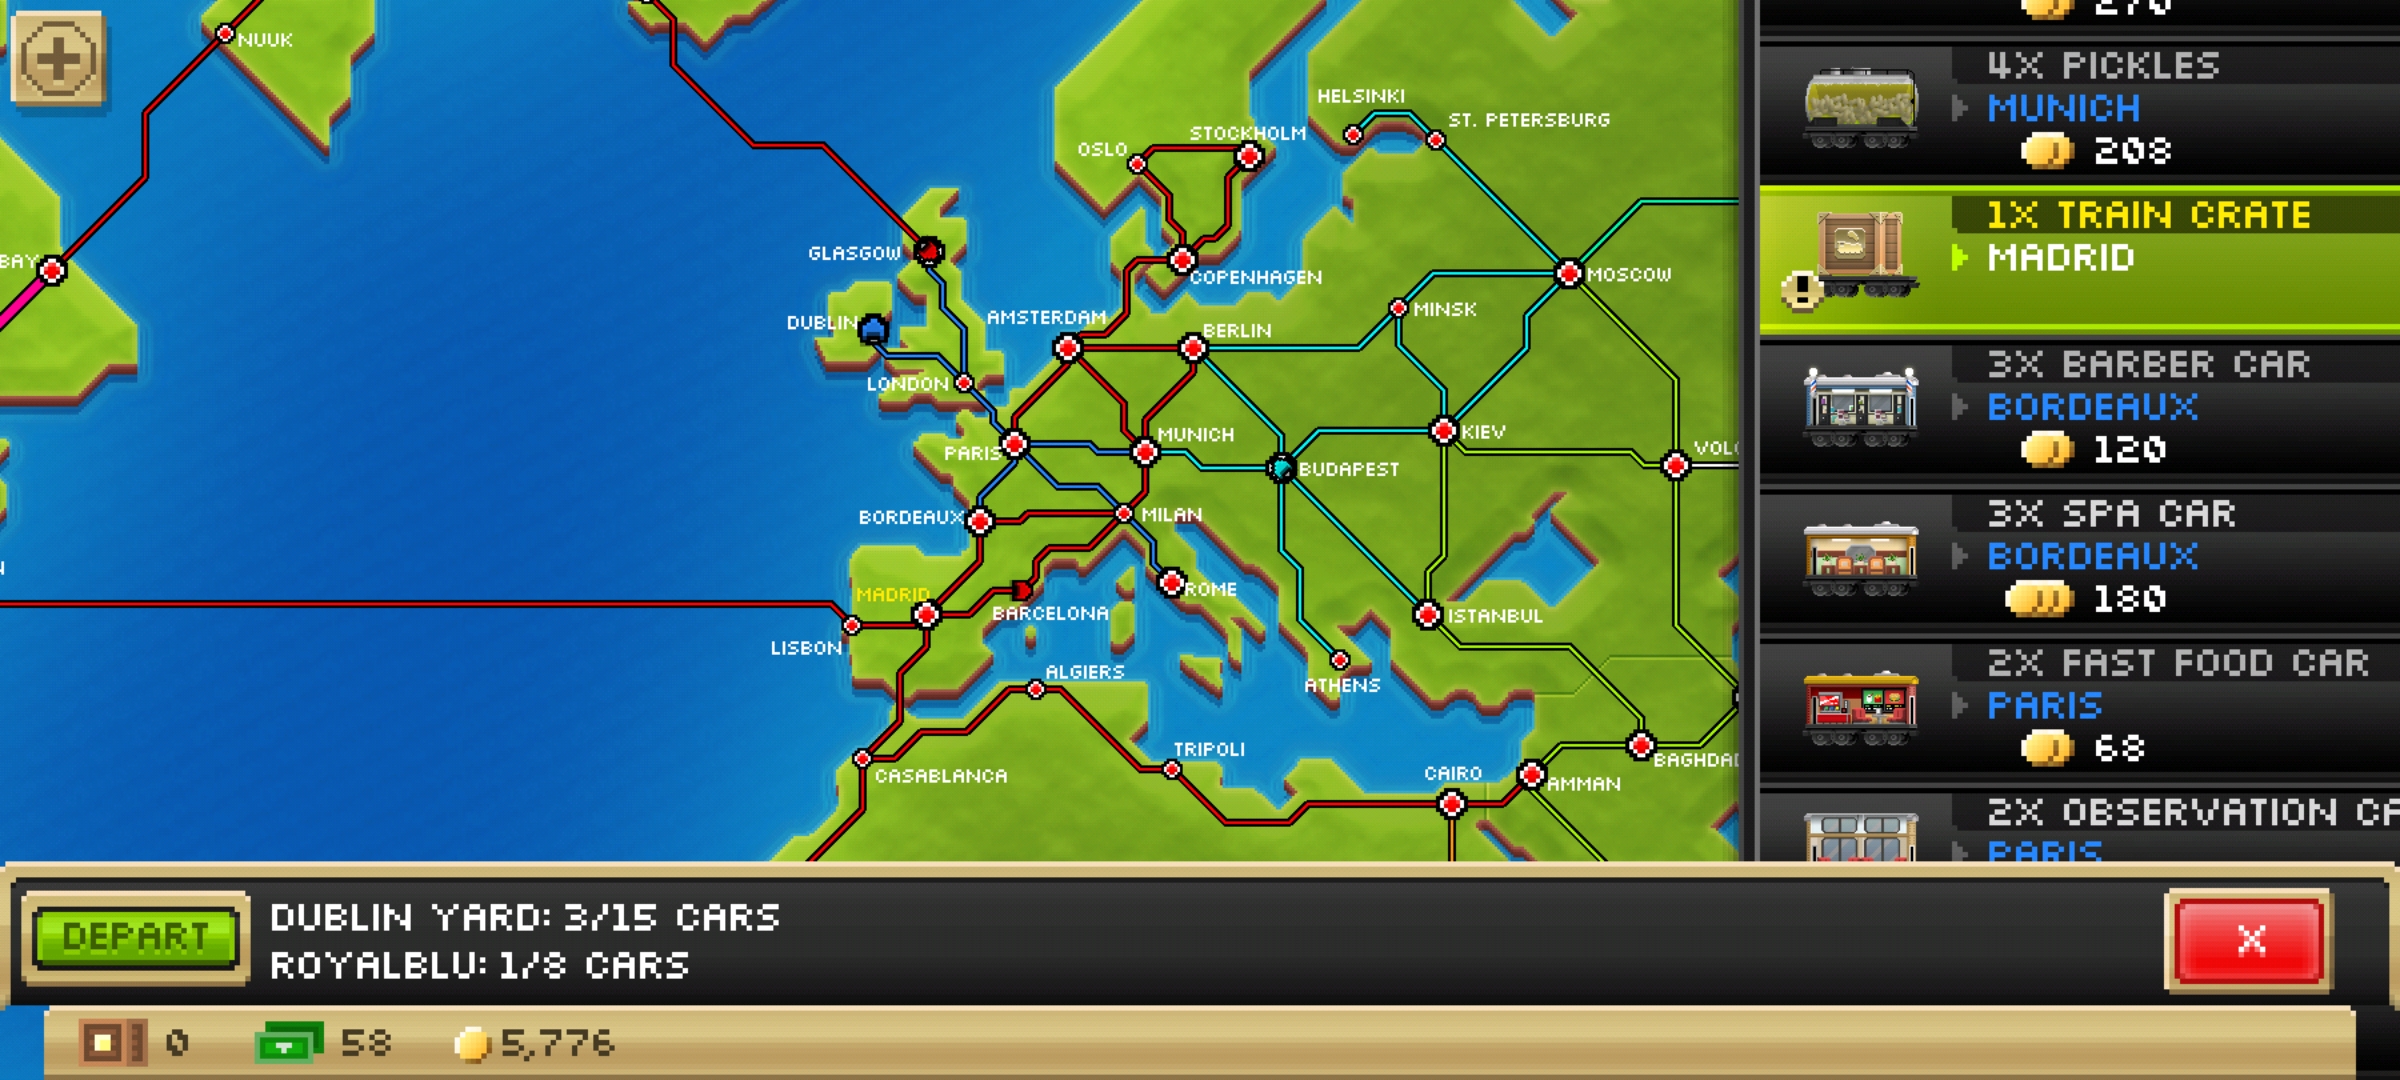 NUUK
BAY
GLASGOW
DUBLIN
LONDON
OSLO
STOCKHOLM
HELSINKI
ST. PETERSBURG
COPENHAGEN
AMSTERDAM
BERLIN
MINSK
MOSCOW
PARIS
MUNICH
BUDAPEST
KIEV
VOLG
BORDEAUX
MILAN
MADRID
BARCELONA
ROME
ISTANBUL
LISBON
ALGIERS
ATHENS
CASABLANCA
TRIPOLI
CAIRO
AMMAN
BAGHDAD
270
4X PICKLES
MUNICH
208
1X TRAIN CRATE
MADRID
3X BARBER CAR
BORDEAUX
120
3X SPA CAR
BORDEAUX
180
2X FAST FOOD CAR
PARIS
68
2X OBSERVATION CA
PARIS
DEPART
DUBLIN YARD: 3/15 CARS
ROYALBLU: 1/8 CARS
X
0
58
5,776